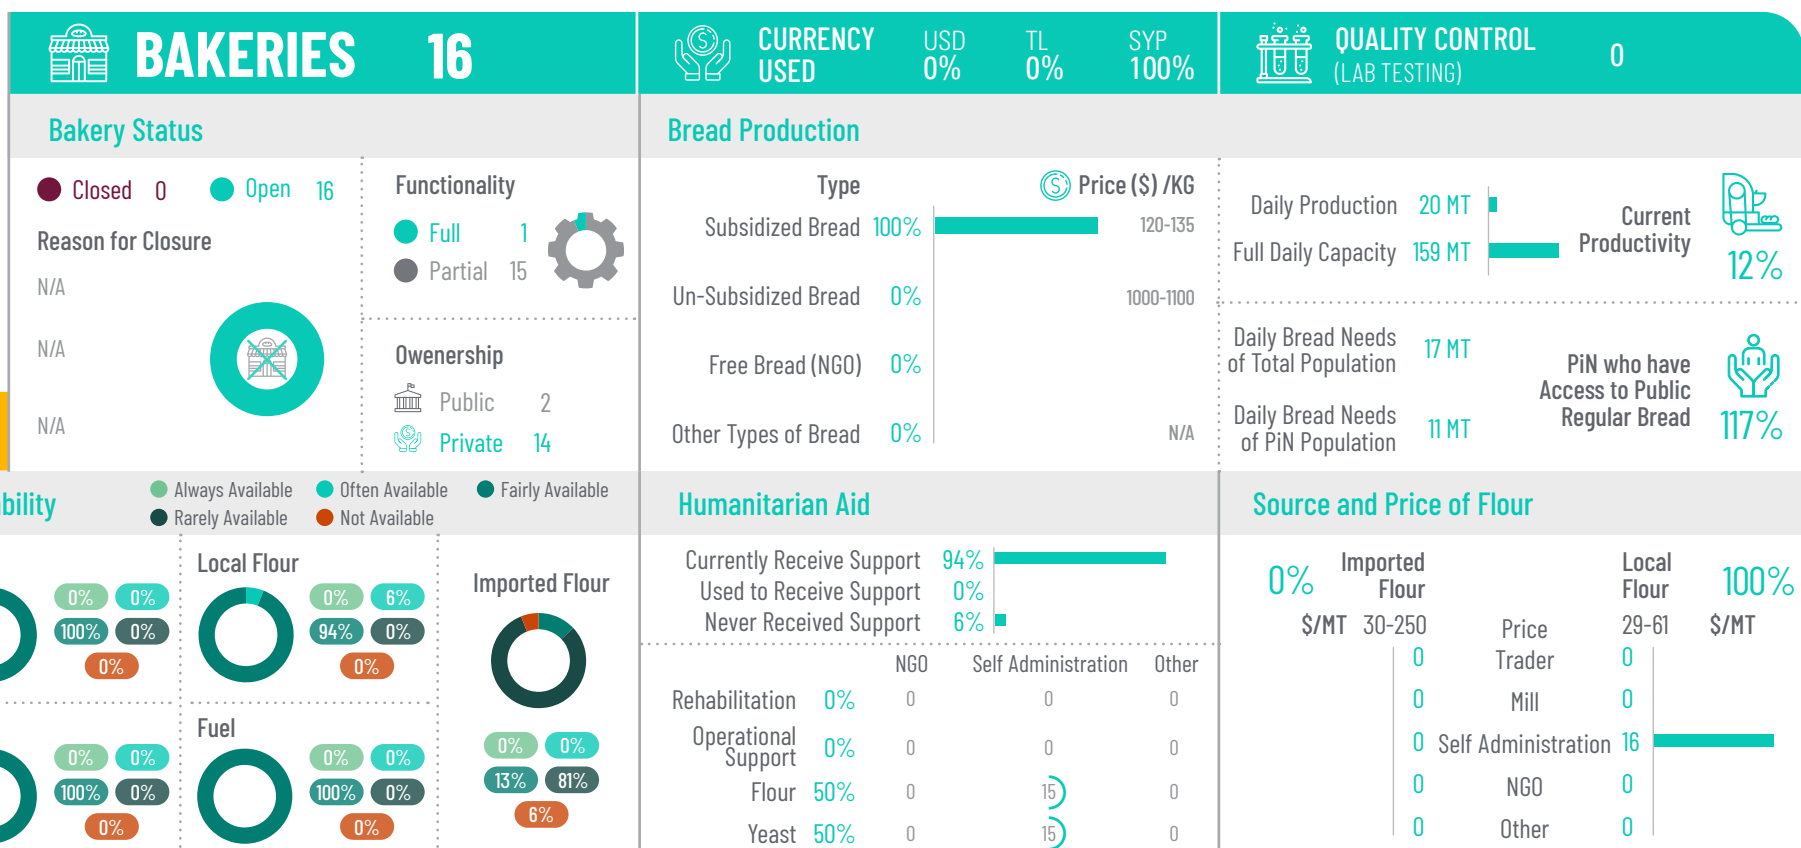 BAKERIES 16
CURRENCY USED
USD 0%
TL 0%
SYP 100%
QUALITY CONTROL (LAB TESTING) 0
Bakery Status
Closed 0
Open 16
Reason for Closure
N/A
N/A
N/A
Functionality
Full 1
Partial 15
Owenership
Public 2
Private 14
Bread Production
Type
Price ($) /KG
Subsidized Bread 100% 120-135
Un-Subsidized Bread 0% 1000-1100
Free Bread (NGO) 0%
Other Types of Bread 0% N/A
Daily Production 20 MT
Full Daily Capacity 159 MT
Current
Productivity
12%
Daily Bread Needs
of Total Population
17 MT
Daily Bread Needs
of PiN Population
11 MT
PiN who have
Access to Public
Regular Bread
117%
bility
Always Available
Often Available
Fairly Available
Rarely Available
Not Available
0% 0%
100% 0%
0%
Local Flour
0% 6%
94% 0%
0%
0% 0%
100% 0%
0%
Fuel
0% 0%
100% 0%
0%
Imported Flour
0% 0%
13% 81%
6%
Humanitarian Aid
Currently Receive Support 94%
Used to Receive Support 0%
Never Received Support 6%
NGO Self Administration Other
Rehabilitation 0% 0 0 0
Operational
Support
0% 0 0 0
Flour 50% 0 15 0
Yeast 50% 0 15 0
Source and Price of Flour
0% Imported
Flour
Local
Flour
100%
$/MT 30-250 Price 29-61 $/MT
0 Trader 0
0 Mill 0
0 Self Administration 16
0 NGO 0
0 Other 0